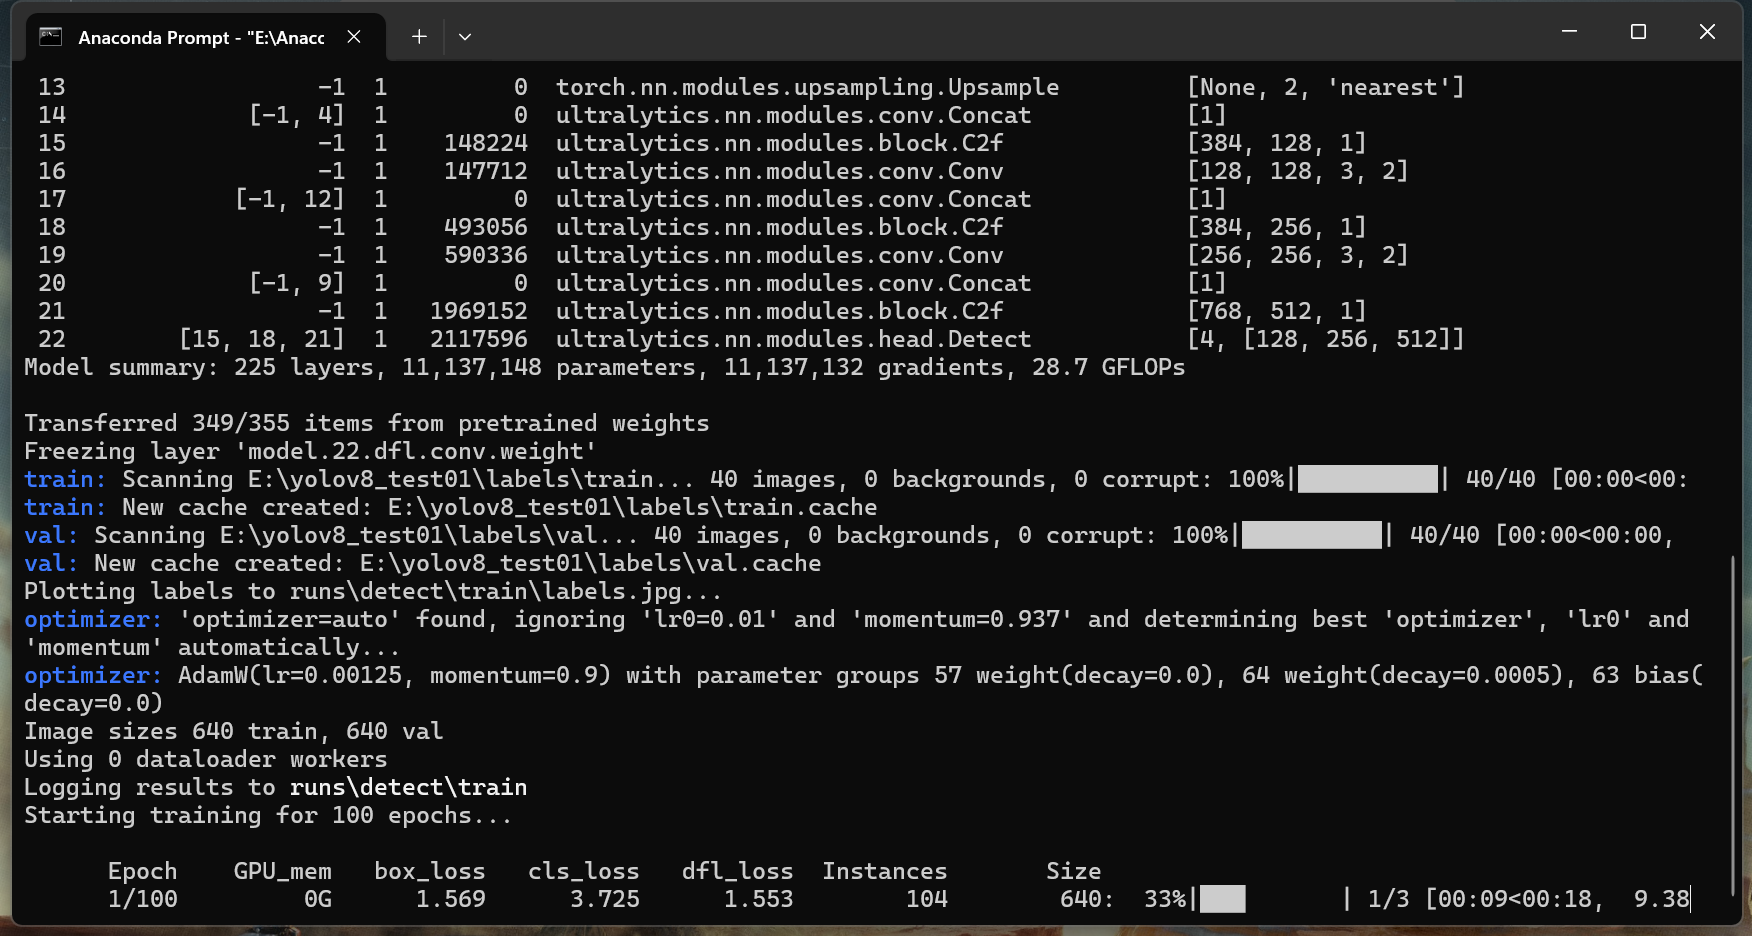 Anaconda Prompt - "E:\Anacc
13 -1 1 0 torch.nn.modules.upsampling.Upsample [None, 2, 'nearest']
14 [-1, 4] 1 0 ultralytics.nn.modules.conv.Concat [1]
15 -1 1 148224 ultralytics.nn.modules.block.C2f [384, 128, 1]
16 -1 1 147712 ultralytics.nn.modules.conv.Conv [128, 128, 3, 2]
17 [-1, 12] 1 0 ultralytics.nn.modules.conv.Concat [1]
18 -1 1 493056 ultralytics.nn.modules.block.C2f [384, 256, 1]
19 -1 1 590336 ultralytics.nn.modules.conv.Conv [256, 256, 3, 2]
20 [-1, 9] 1 0 ultralytics.nn.modules.conv.Concat [1]
21 -1 1 1969152 ultralytics.nn.modules.block.C2f [768, 512, 1]
22 [15, 18, 21] 1 2117596 ultralytics.nn.modules.head.Detect [4, [128, 256, 512]]
Model summary: 225 layers, 11,137,148 parameters, 11,137,132 gradients, 28.7 GFLOPs
Transferred 349/355 items from pretrained weights
Freezing layer 'model.22.dfl.conv.weight'
train: Scanning E:\yolov8_test01\labels\train... 40 images, 0 backgrounds, 0 corrupt: 100%| | 40/40 [00:00<00:
train: New cache created: E:\yolov8_test01\labels\train.cache
val: Scanning E:\yolov8_test01\labels\val... 40 images, 0 backgrounds, 0 corrupt: 100%| | 40/40 [00:00<00:00,
val: New cache created: E:\yolov8_test01\labels\val.cache
Plotting labels to runs\detect\train\labels.jpg...
optimizer: 'optimizer=auto' found, ignoring 'lr0=0.01' and 'momentum=0.937' and determining best 'optimizer', 'lr0' and
'momentum' automatically...
optimizer: AdamW(lr=0.00125, momentum=0.9) with parameter groups 57 weight(decay=0.0), 64 weight(decay=0.0005), 63 bias(
decay=0.0)
Image sizes 640 train, 640 val
Using 0 dataloader workers
Logging results to runs\detect\train
Starting training for 100 epochs...
Epoch GPU_mem box_loss cls_loss dfl_loss Instances Size
1/100 0G 1.569 3.725 1.553 104 640: 33%| | 1/3 [00:09<00:18, 9.38